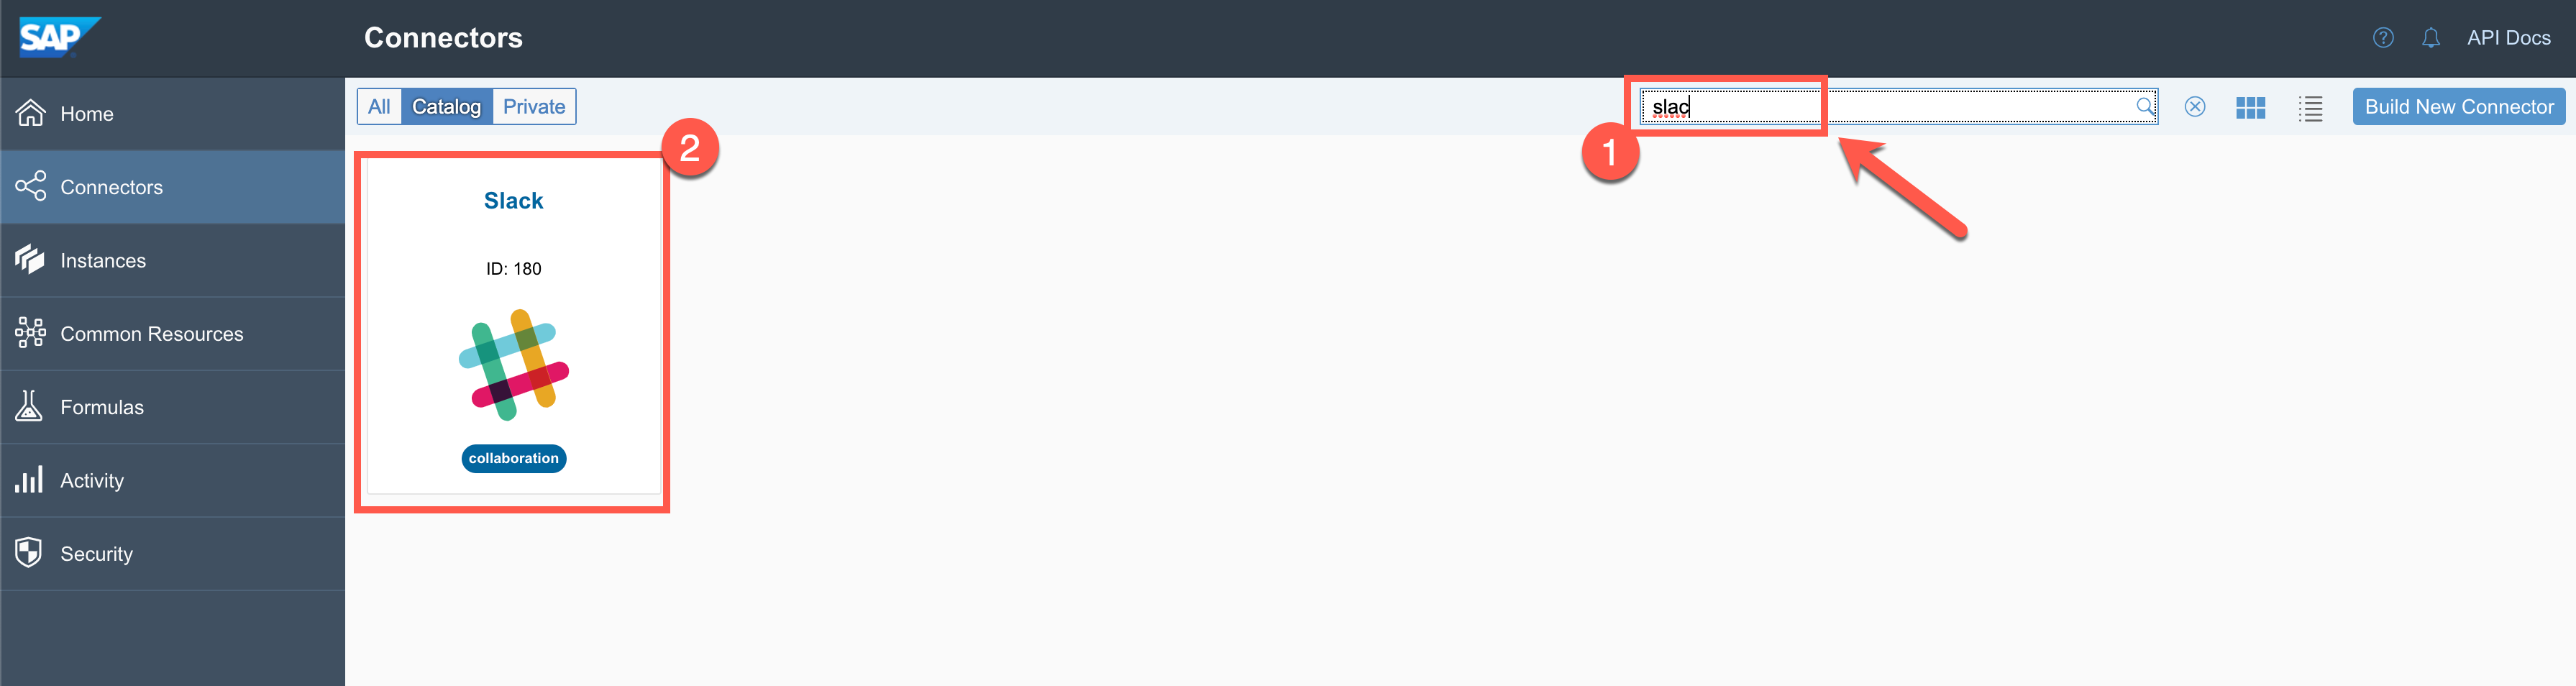 SAP
Connectors
API Docs
Home
Connectors
Instances
Common Resources
Formulas
Activity
Security
All Catalog Private
slac
Build New Connector
1
2
Slack
ID: 180
collaboration